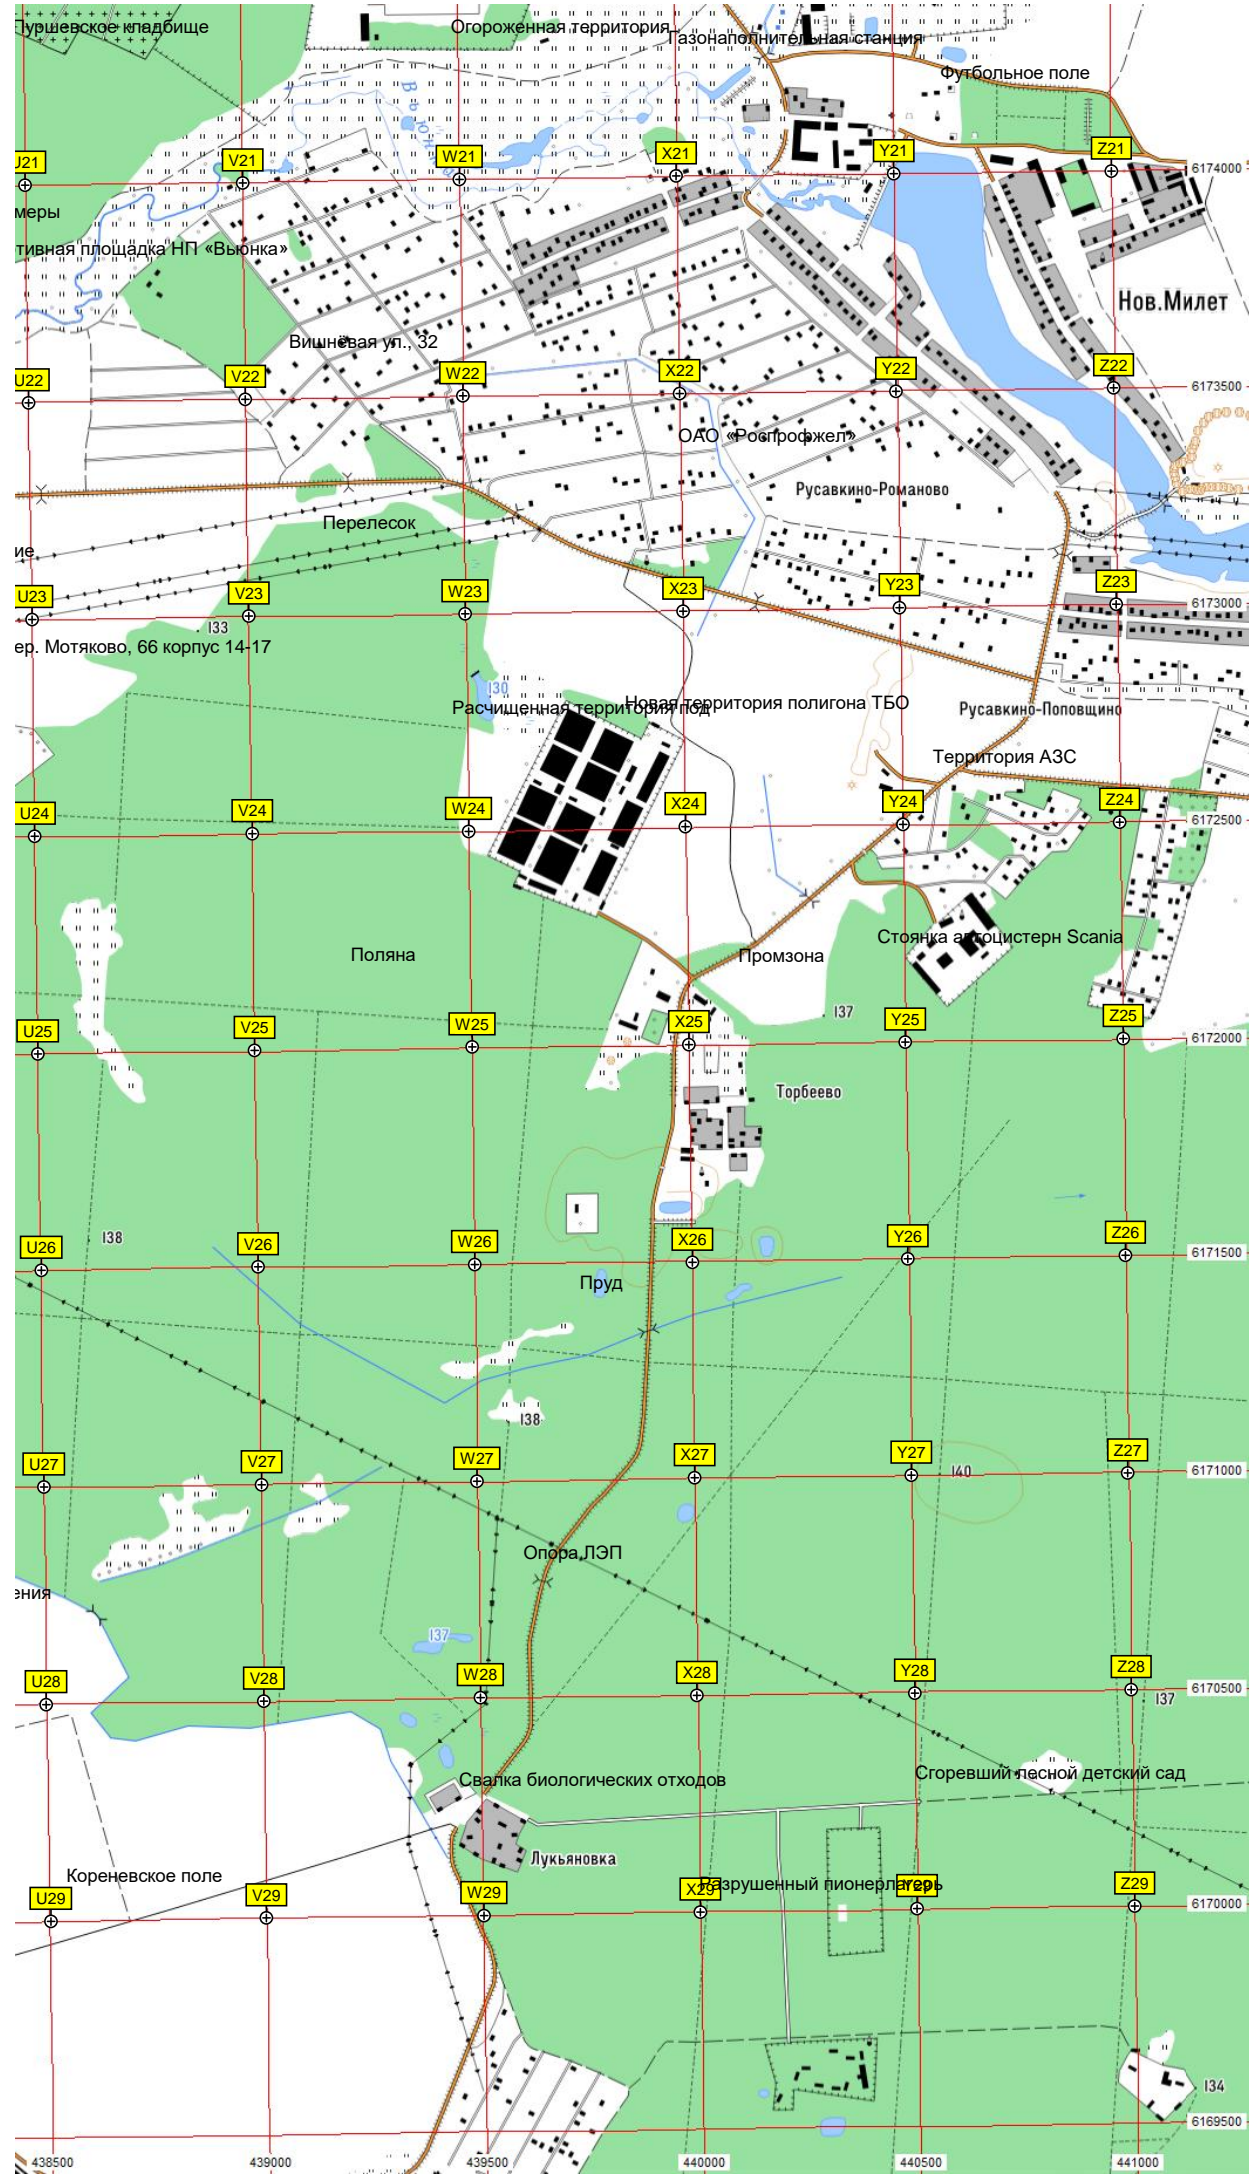 Пуршевское кладбище
Огороженная территория
Газонаполнительная станция
Футбольное поле
Вьюнка
U21
V21
W21
X21
Y21
Z21
6174000
меры
тивная площадка НП «Вьюнка»
Нов.Милет
Вишнёвая ул., 32
U22
V22
W22
X22
Y22
Z22
6173500
ОАО «Роспрофжел»
Русавкино-Романово
Перелесок
ие
U23
V23
W23
X23
Y23
Z23
6173000
133
ер. Мотяково, 66 корпус 14-17
130
Расчищенная территория под
Новая территория полигона ТБО
Русавкино-Поповщино
Территория АЗС
U24
V24
W24
X24
Y24
Z24
6172500
Поляна
Промзона
Стоянка автоцистерн Scania
137
U25
V25
W25
X25
Y25
Z25
6172000
Торбеево
138
U26
V26
W26
X26
Y26
Z26
6171500
Пруд
138
U27
V27
W27
X27
Y27
Z27
6171000
140
Опора ЛЭП
ения
137
U28
V28
W28
X28
Y28
Z28
6170500
137
Свалка биологических отходов
Сгоревший лесной детский сад
Лукьяновка
Кореневское поле
Разрушенный пионерлагерь
U29
V29
W29
X29
Y29
Z29
6170000
134
6169500
438500
439000
439500
440000
440500
441000